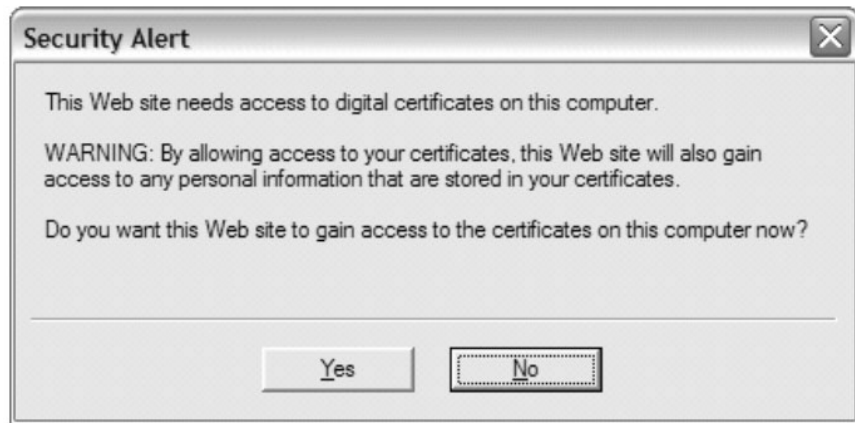 Security Alert
This Web site needs access to digital certificates on this computer.
WARNING: By allowing access to your certificates, this Web site will also gain
access to any personal information that are stored in your certificates.
Do you want this Web site to gain access to the certificates on this computer now?
Yes
No